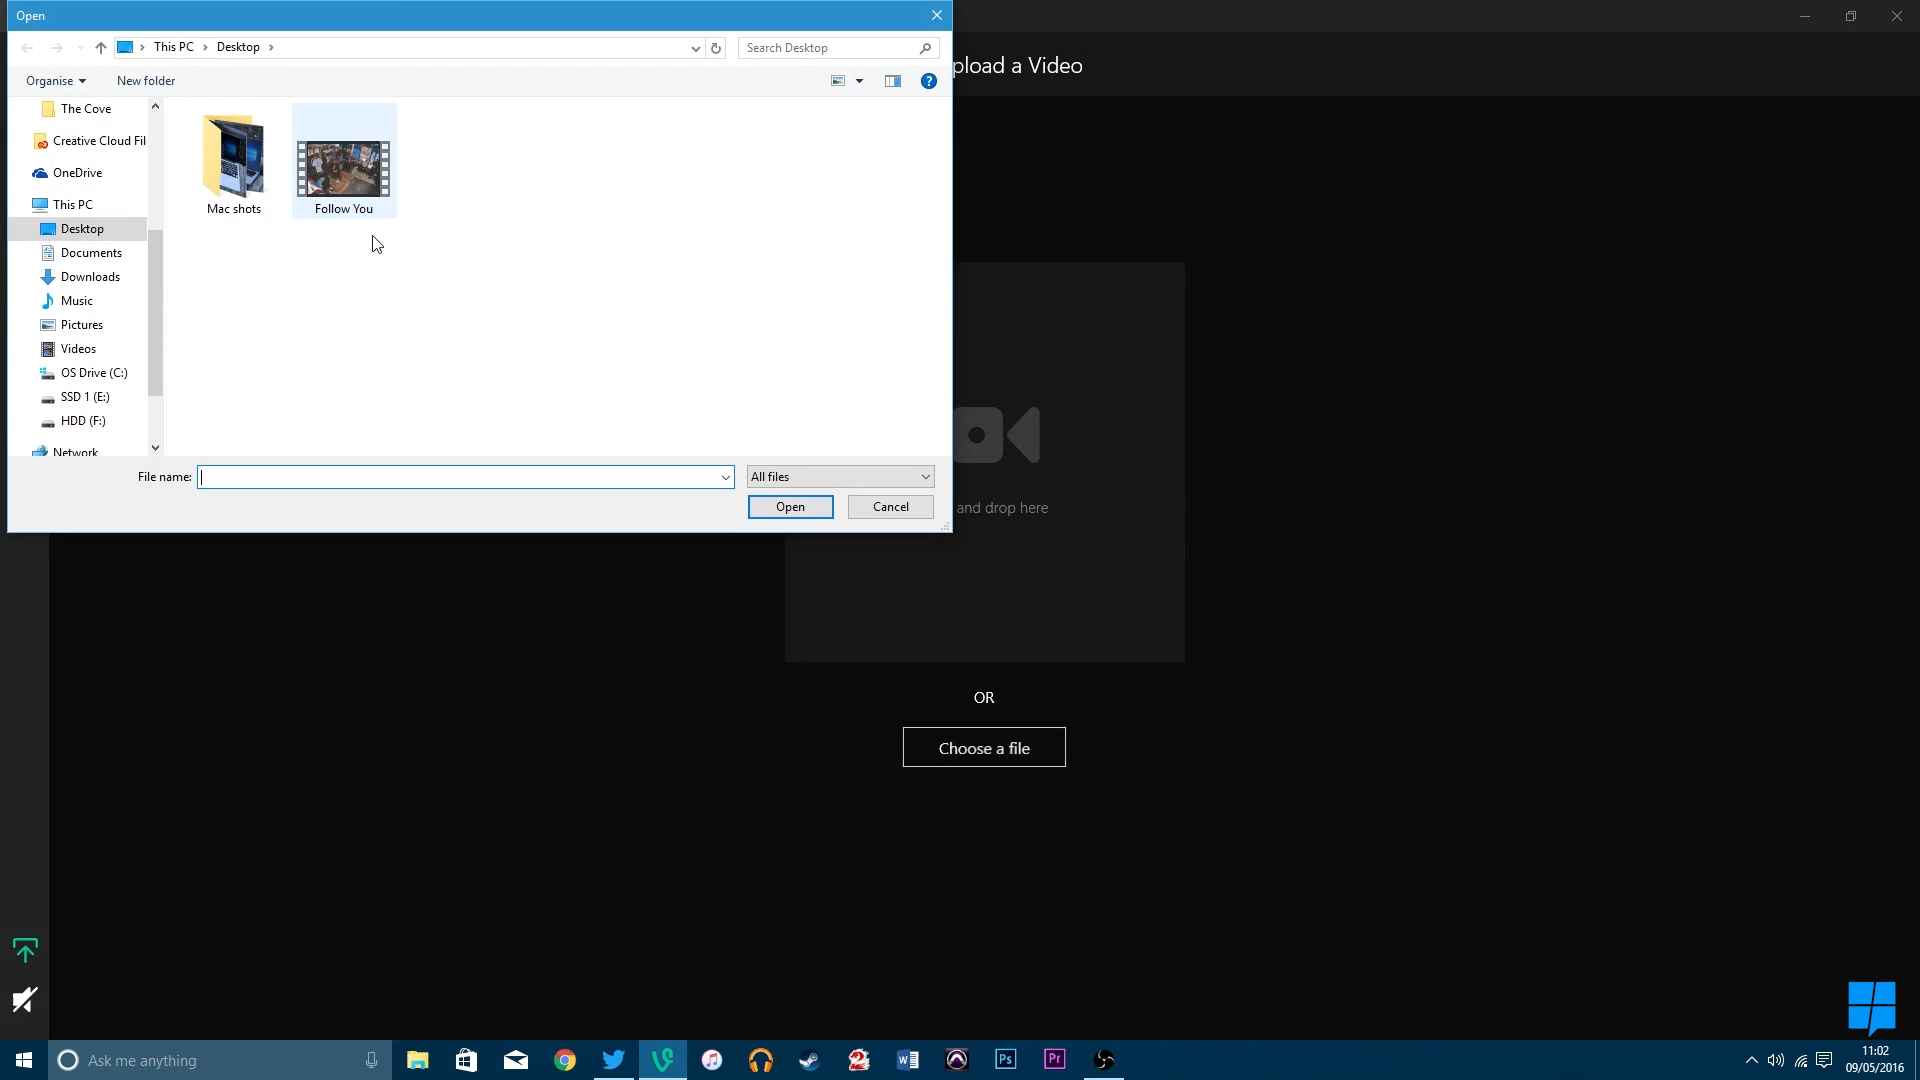 Open
This PC
Desktop
Search Desktop
Organise
New folder
pload a Video
The Cove
Creative Cloud Fil
OneDrive
This PC
Desktop
Documents
Downloads
Music
Pictures
Videos
OS Drive (C:)
SSD 1 (E:)
HDD (F:)
Network
Mac shots
Follow You
File name:
All files
Open
Cancel
and drop here
OR
Choose a file
Ask me anything
Ps
Pr
11:02
09/05/2016